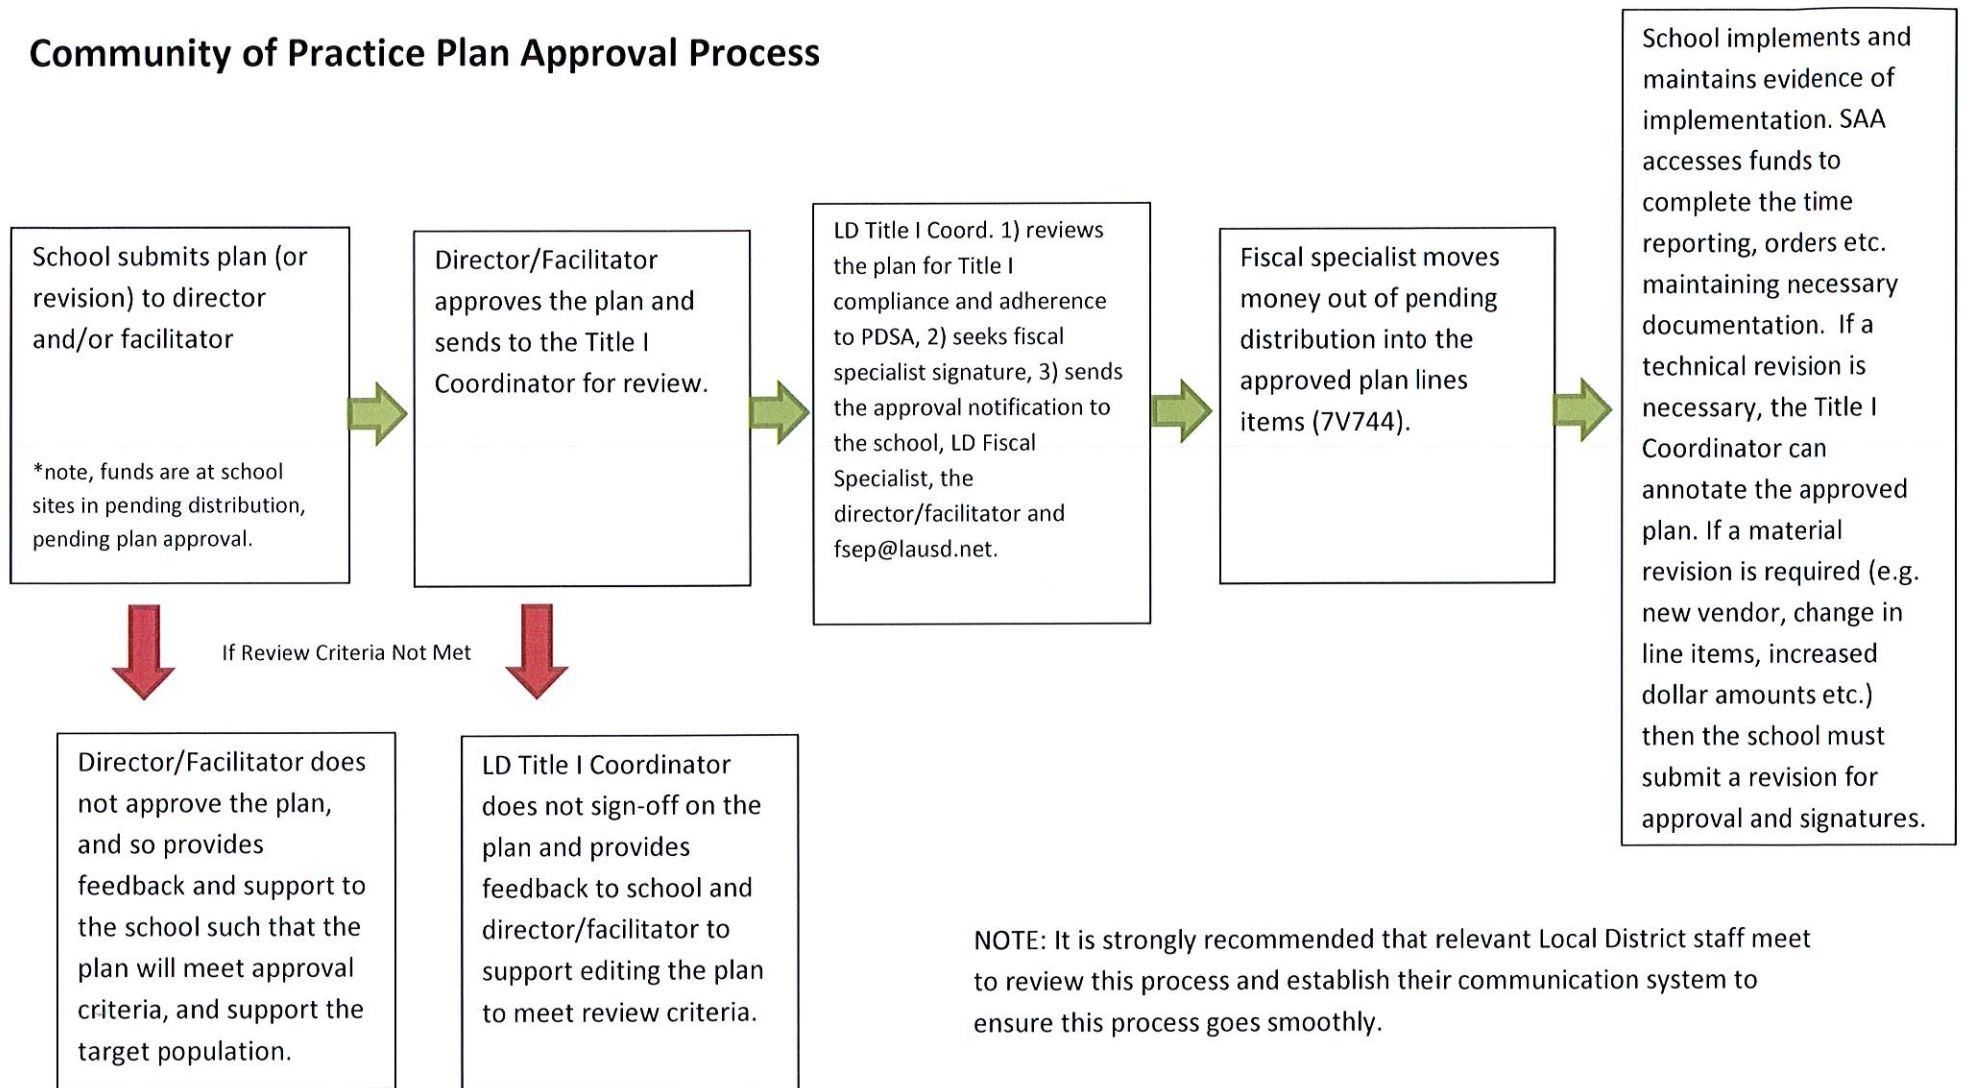 Community of Practice Plan Approval Process
School submits plan (or
revision) to director
and/or facilitator
*note, funds are at school
sites in pending distribution,
pending plan approval.
Director/Facilitator
approves the plan and
sends to the Title I
Coordinator for review.
LD Title I Coord. 1) reviews
the plan for Title I
compliance and adherence
to PDSA, 2) seeks fiscal
specialist signature, 3) sends
the approval notification to
the school, LD Fiscal
Specialist, the
director/facilitator and
fsep@lausd.net.
Fiscal specialist moves
money out of pending
distribution into the
approved plan lines
items (7V744).
School implements and
maintains evidence of
implementation. SAA
accesses funds to
complete the time
reporting, orders etc.
maintaining necessary
documentation.  If a
technical revision is
necessary, the Title I
Coordinator can
annotate the approved
plan. If a material
revision is required (e.g.
new vendor, change in
line items, increased
dollar amounts etc.)
then the school must
submit a revision for
approval and signatures.
If Review Criteria Not Met
Director/Facilitator does
not approve the plan,
and so provides
feedback and support to
the school such that the
plan will meet approval
criteria, and support the
target population.
LD Title I Coordinator
does not sign-off on the
plan and provides
feedback to school and
director/facilitator to
support editing the plan
to meet review criteria.
NOTE: It is strongly recommended that relevant Local District staff meet
to review this process and establish their communication system to
ensure this process goes smoothly.